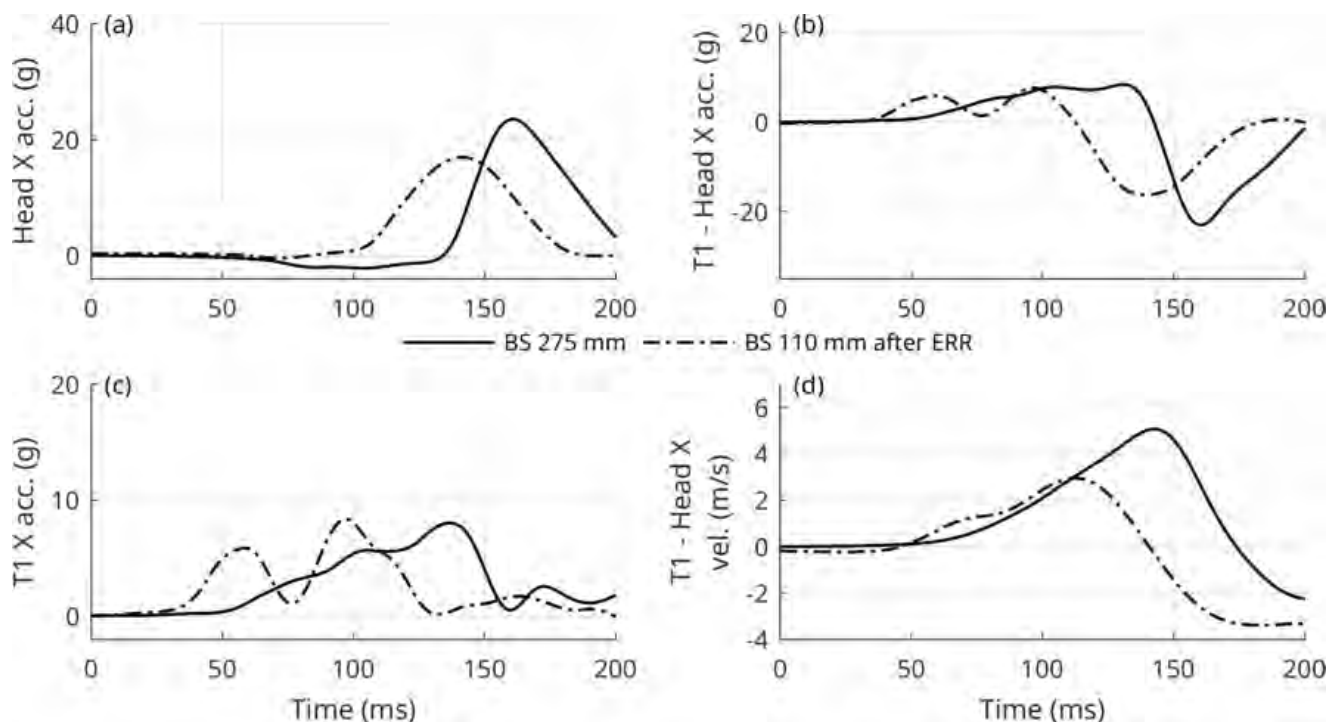 (a)
Head X acc. (g)
40
20
0
0 50 100 150 200
(b)
T1 - Head X acc. (g)
20
0
-20
0 50 100 150 200
BS 275 mm BS 110 mm after ERR
(c)
T1 X acc. (g)
20
10
0
0 50 100 150 200
Time (ms)
(d)
T1 - Head X
vel. (m/s)
6
4
2
0
-2
-4
0 50 100 150 200
Time (ms)